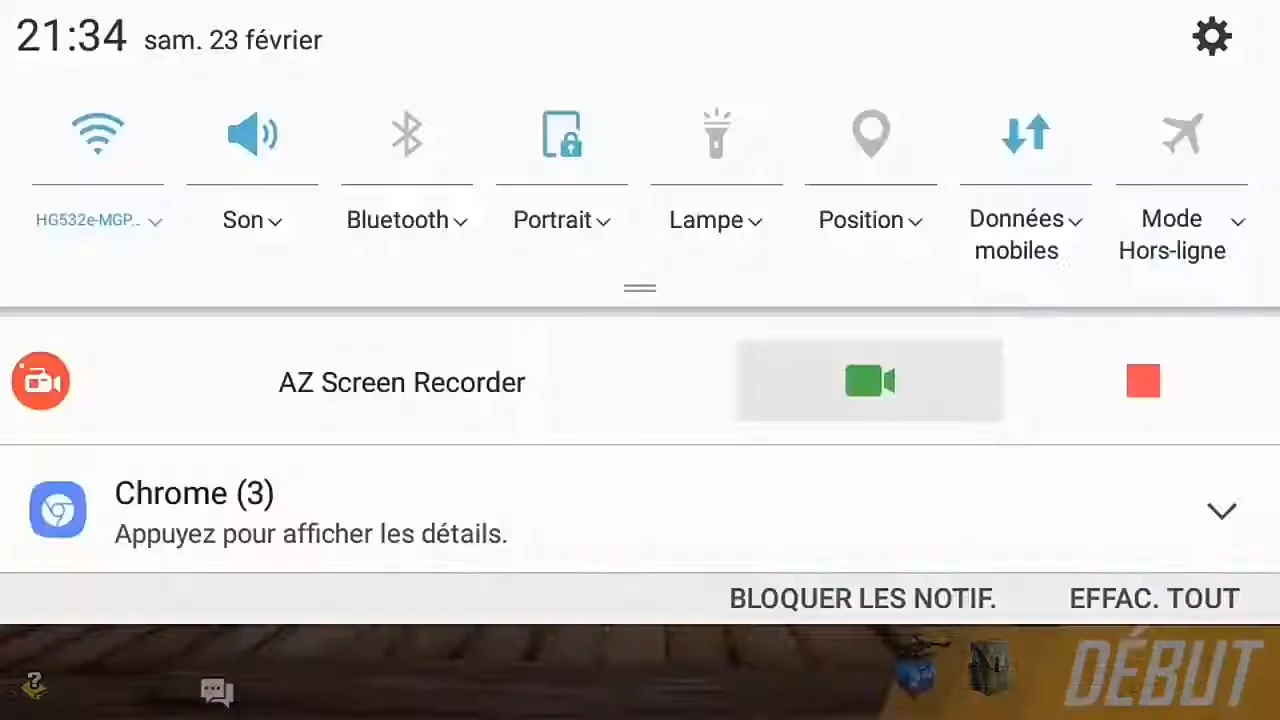 21:34 sam. 23 février
HG532e-MGP..
Son
Bluetooth
Portrait
Lampe
Position
Données
mobiles
Mode
Hors-ligne
AZ Screen Recorder
Chrome (3)
Appuyez pour afficher les détails.
BLOQUER LES NOTIF.
EFFAC. TOUT
DÉBUT